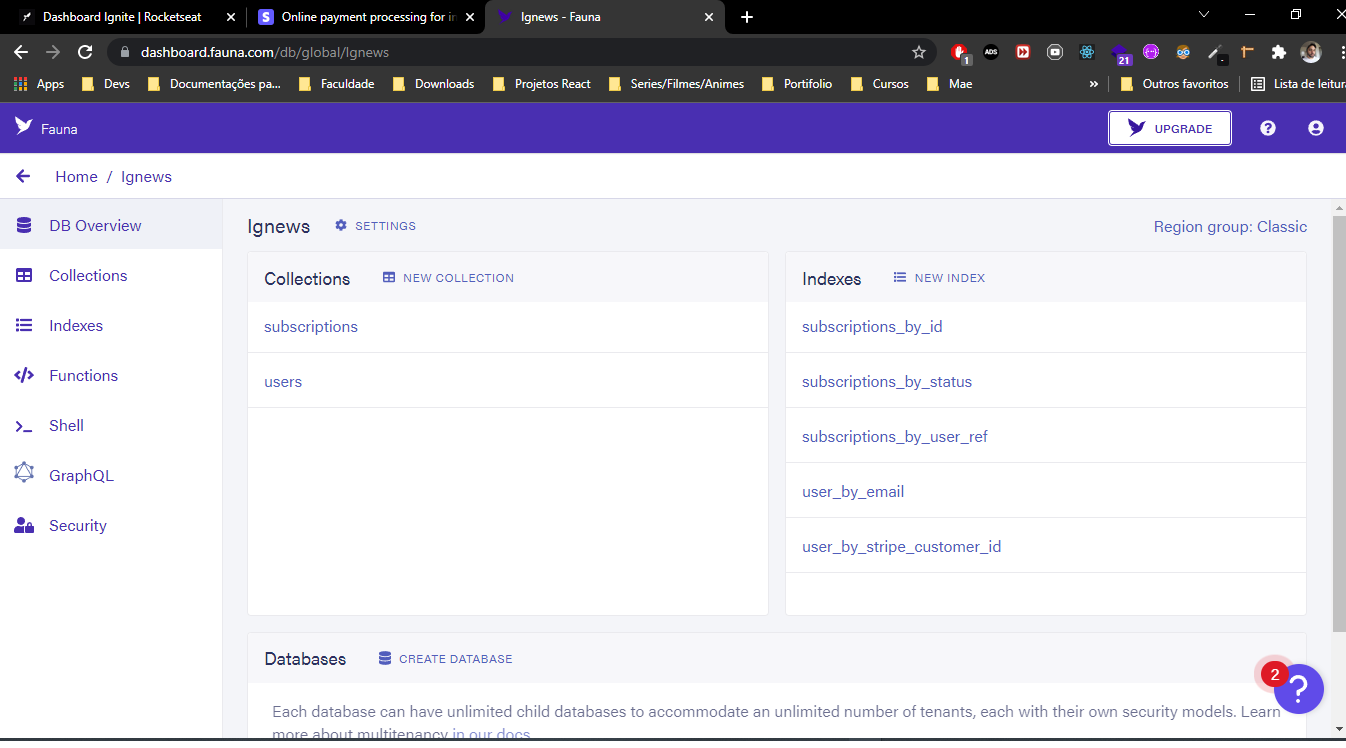 Dashboard Ignite | Rocketseat
Online payment processing for in
Ignews - Fauna
dashboard.fauna.com/db/global/Ignews
ADS
1
21
Apps
Devs
Documentações pa...
Faculdade
Downloads
Projetos React
Series/Filmes/Animes
Portifolio
Cursos
Mae
»
Outros favoritos
Lista de leitura
Fauna
UPGRADE
Home / Ignews
DB Overview
Collections
Indexes
Functions
Shell
GraphQL
Security
Ignews
SETTINGS
Region group: Classic
Collections
NEW COLLECTION
subscriptions
users
Indexes
NEW INDEX
subscriptions_by_id
subscriptions_by_status
subscriptions_by_user_ref
user_by_email
user_by_stripe_customer_id
Databases
CREATE DATABASE
Each database can have unlimited child databases to accommodate an unlimited number of tenants, each with their own security models. Learn
more about multitenancy in our docs.
2
?